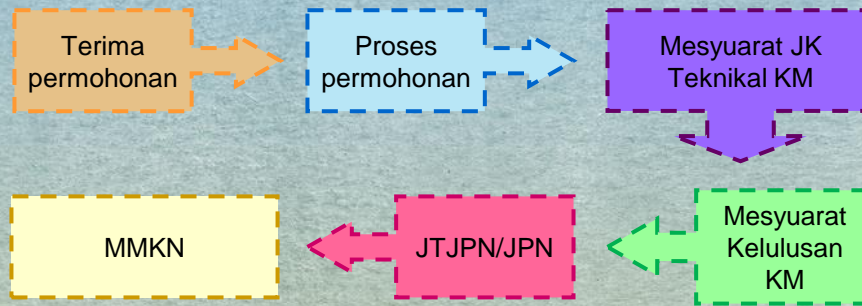 Terima
permohonan
Proses
permohonan
Mesyuarat JK
Teknikal KM
Mesyuarat
Kelulusan
KM
JTJPN/JPN
MMKN